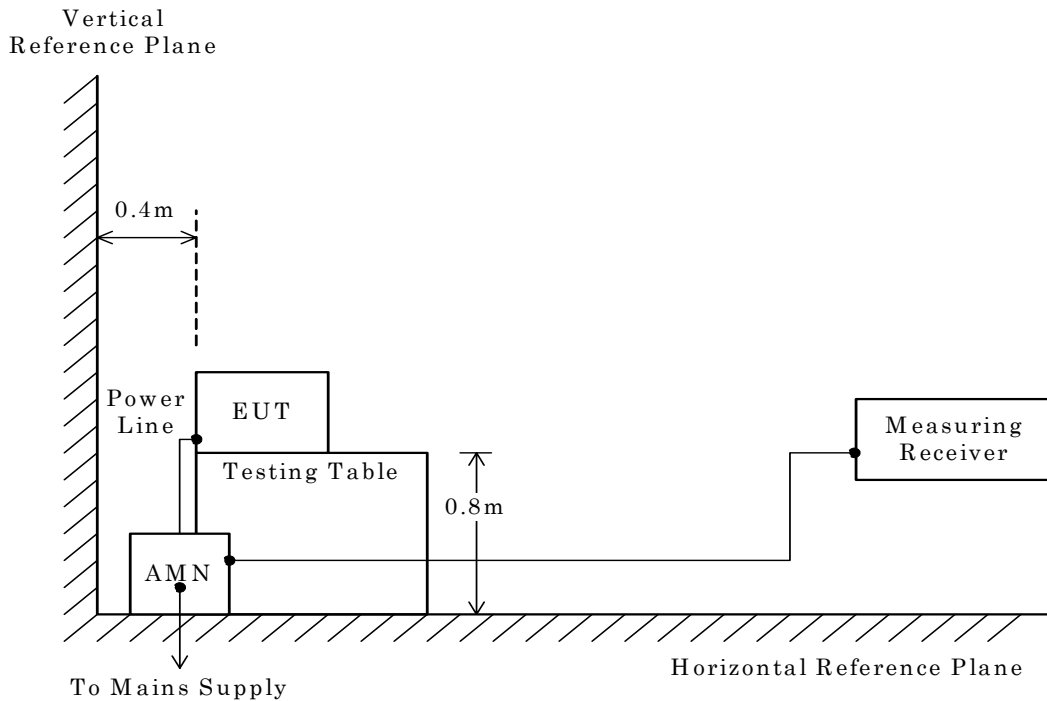 Vertical
Reference Plane
0.4m
Power
Line
EUT
Testing Table
Measuring
Receiver
0.8m
AMN
To Mains Supply
Horizontal Reference Plane